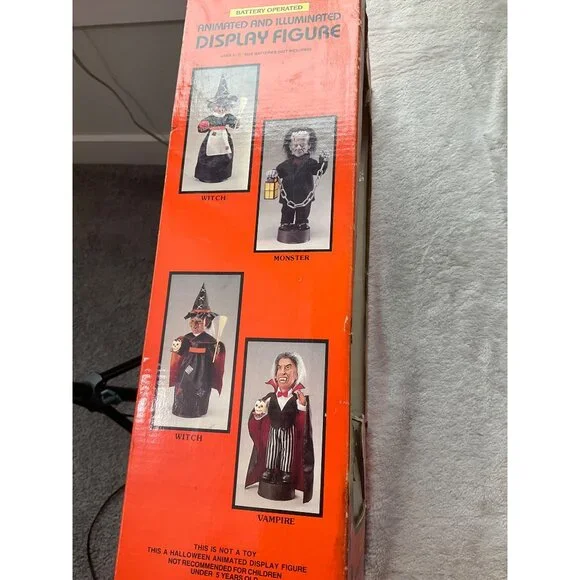 BATTERY OPERATED
ANIMATED AND ILLUMINATED
DISPLAY FIGURE
WITCH
MONSTER
WITCH
VAMPIRE
THIS IS NOT A TOY
THIS A HALLOWEEN ANIMATED DISPLAY FIGURE
NOT RECOMMENDED FOR CHILDREN
UNDER 5 YEARS OLD